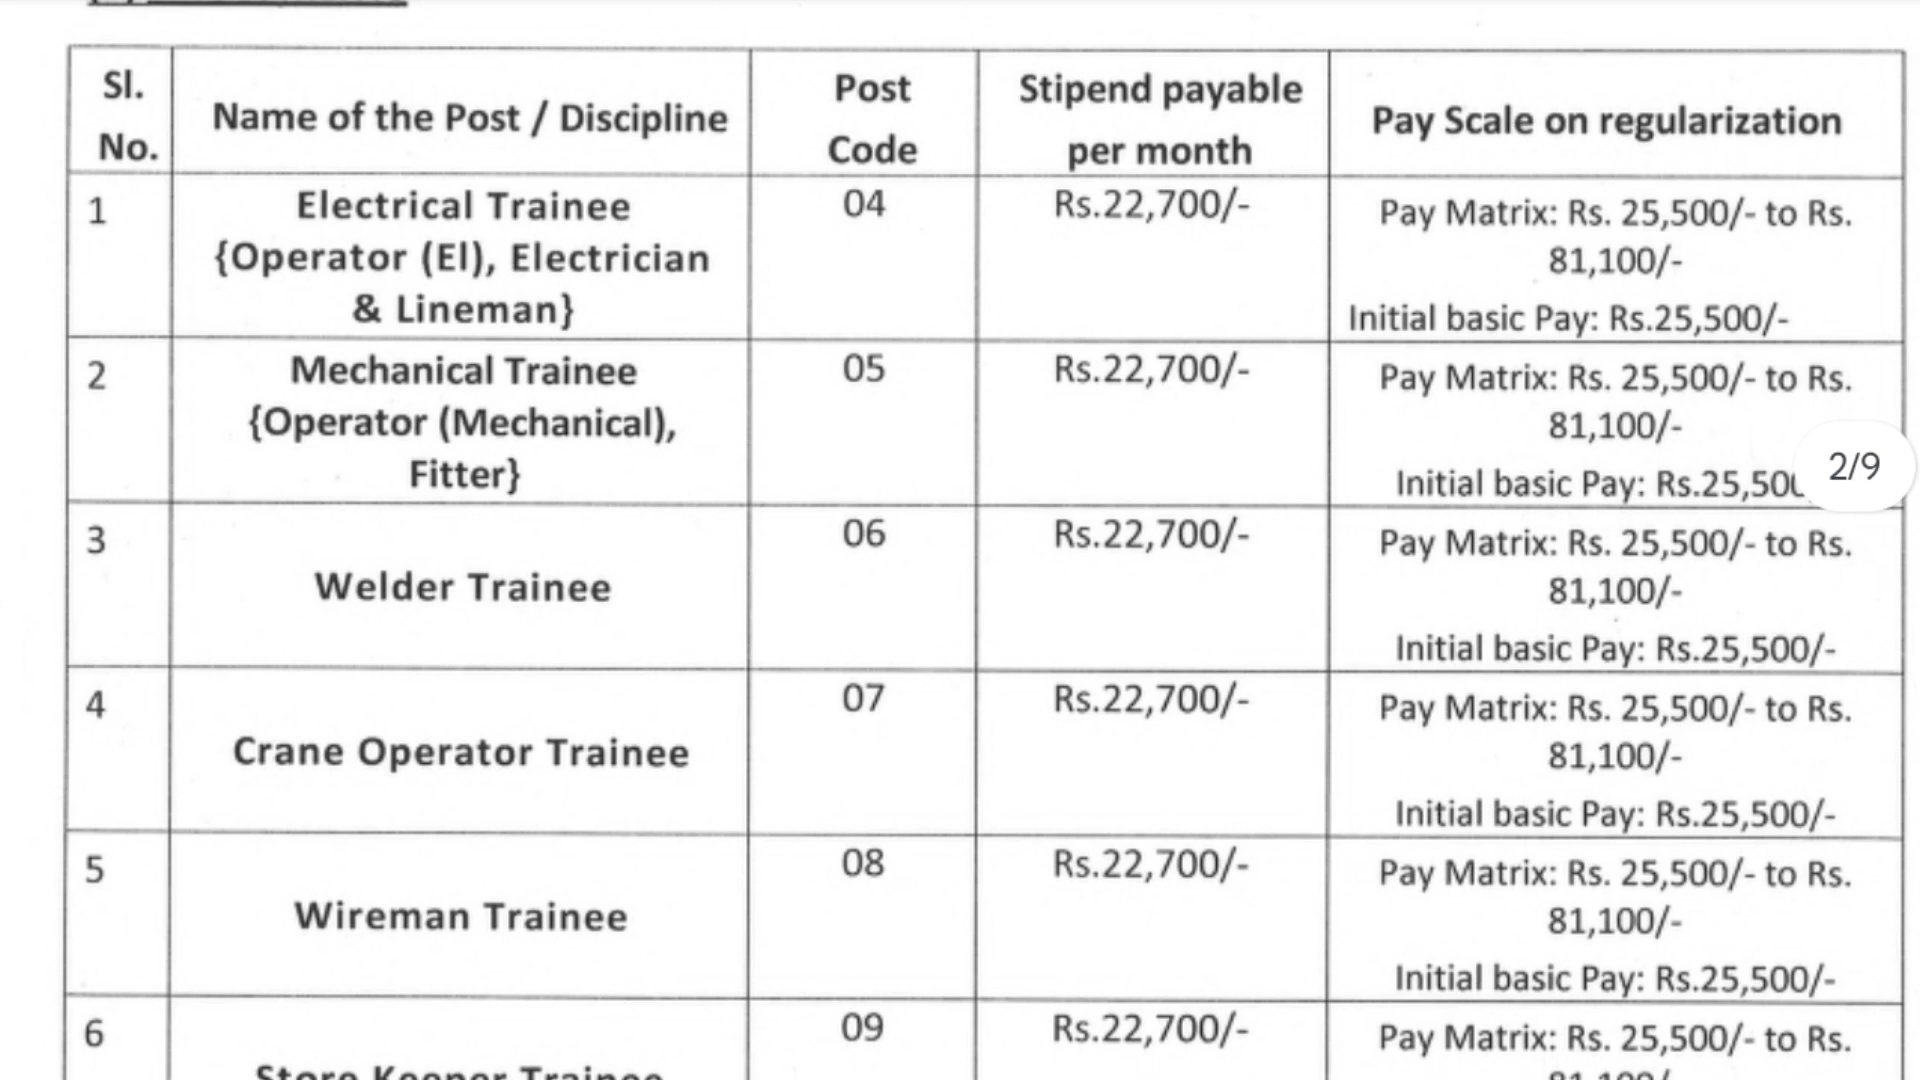 Sl.
No.
Name of the Post / Discipline
Post
Code
Stipend payable
per month
Pay Scale on regularization
1
Electrical Trainee
{Operator (El), Electrician
& Lineman}
04
Rs.22,700/-
Pay Matrix: Rs. 25,500/- to Rs.
81,100/-
Initial basic Pay: Rs.25,500/-
2
Mechanical Trainee
{Operator (Mechanical),
Fitter}
05
Rs.22,700/-
Pay Matrix: Rs. 25,500/- to Rs.
81,100/-
Initial basic Pay: Rs.25,500
2/9
3
Welder Trainee
06
Rs.22,700/-
Pay Matrix: Rs. 25,500/- to Rs.
81,100/-
Initial basic Pay: Rs.25,500/-
4
Crane Operator Trainee
07
Rs.22,700/-
Pay Matrix: Rs. 25,500/- to Rs.
81,100/-
Initial basic Pay: Rs.25,500/-
5
Wireman Trainee
08
Rs.22,700/-
Pay Matrix: Rs. 25,500/- to Rs.
81,100/-
Initial basic Pay: Rs.25,500/-
6
Store Keeper Trainee
09
Rs.22,700/-
Pay Matrix: Rs. 25,500/- to Rs.
81,100/-